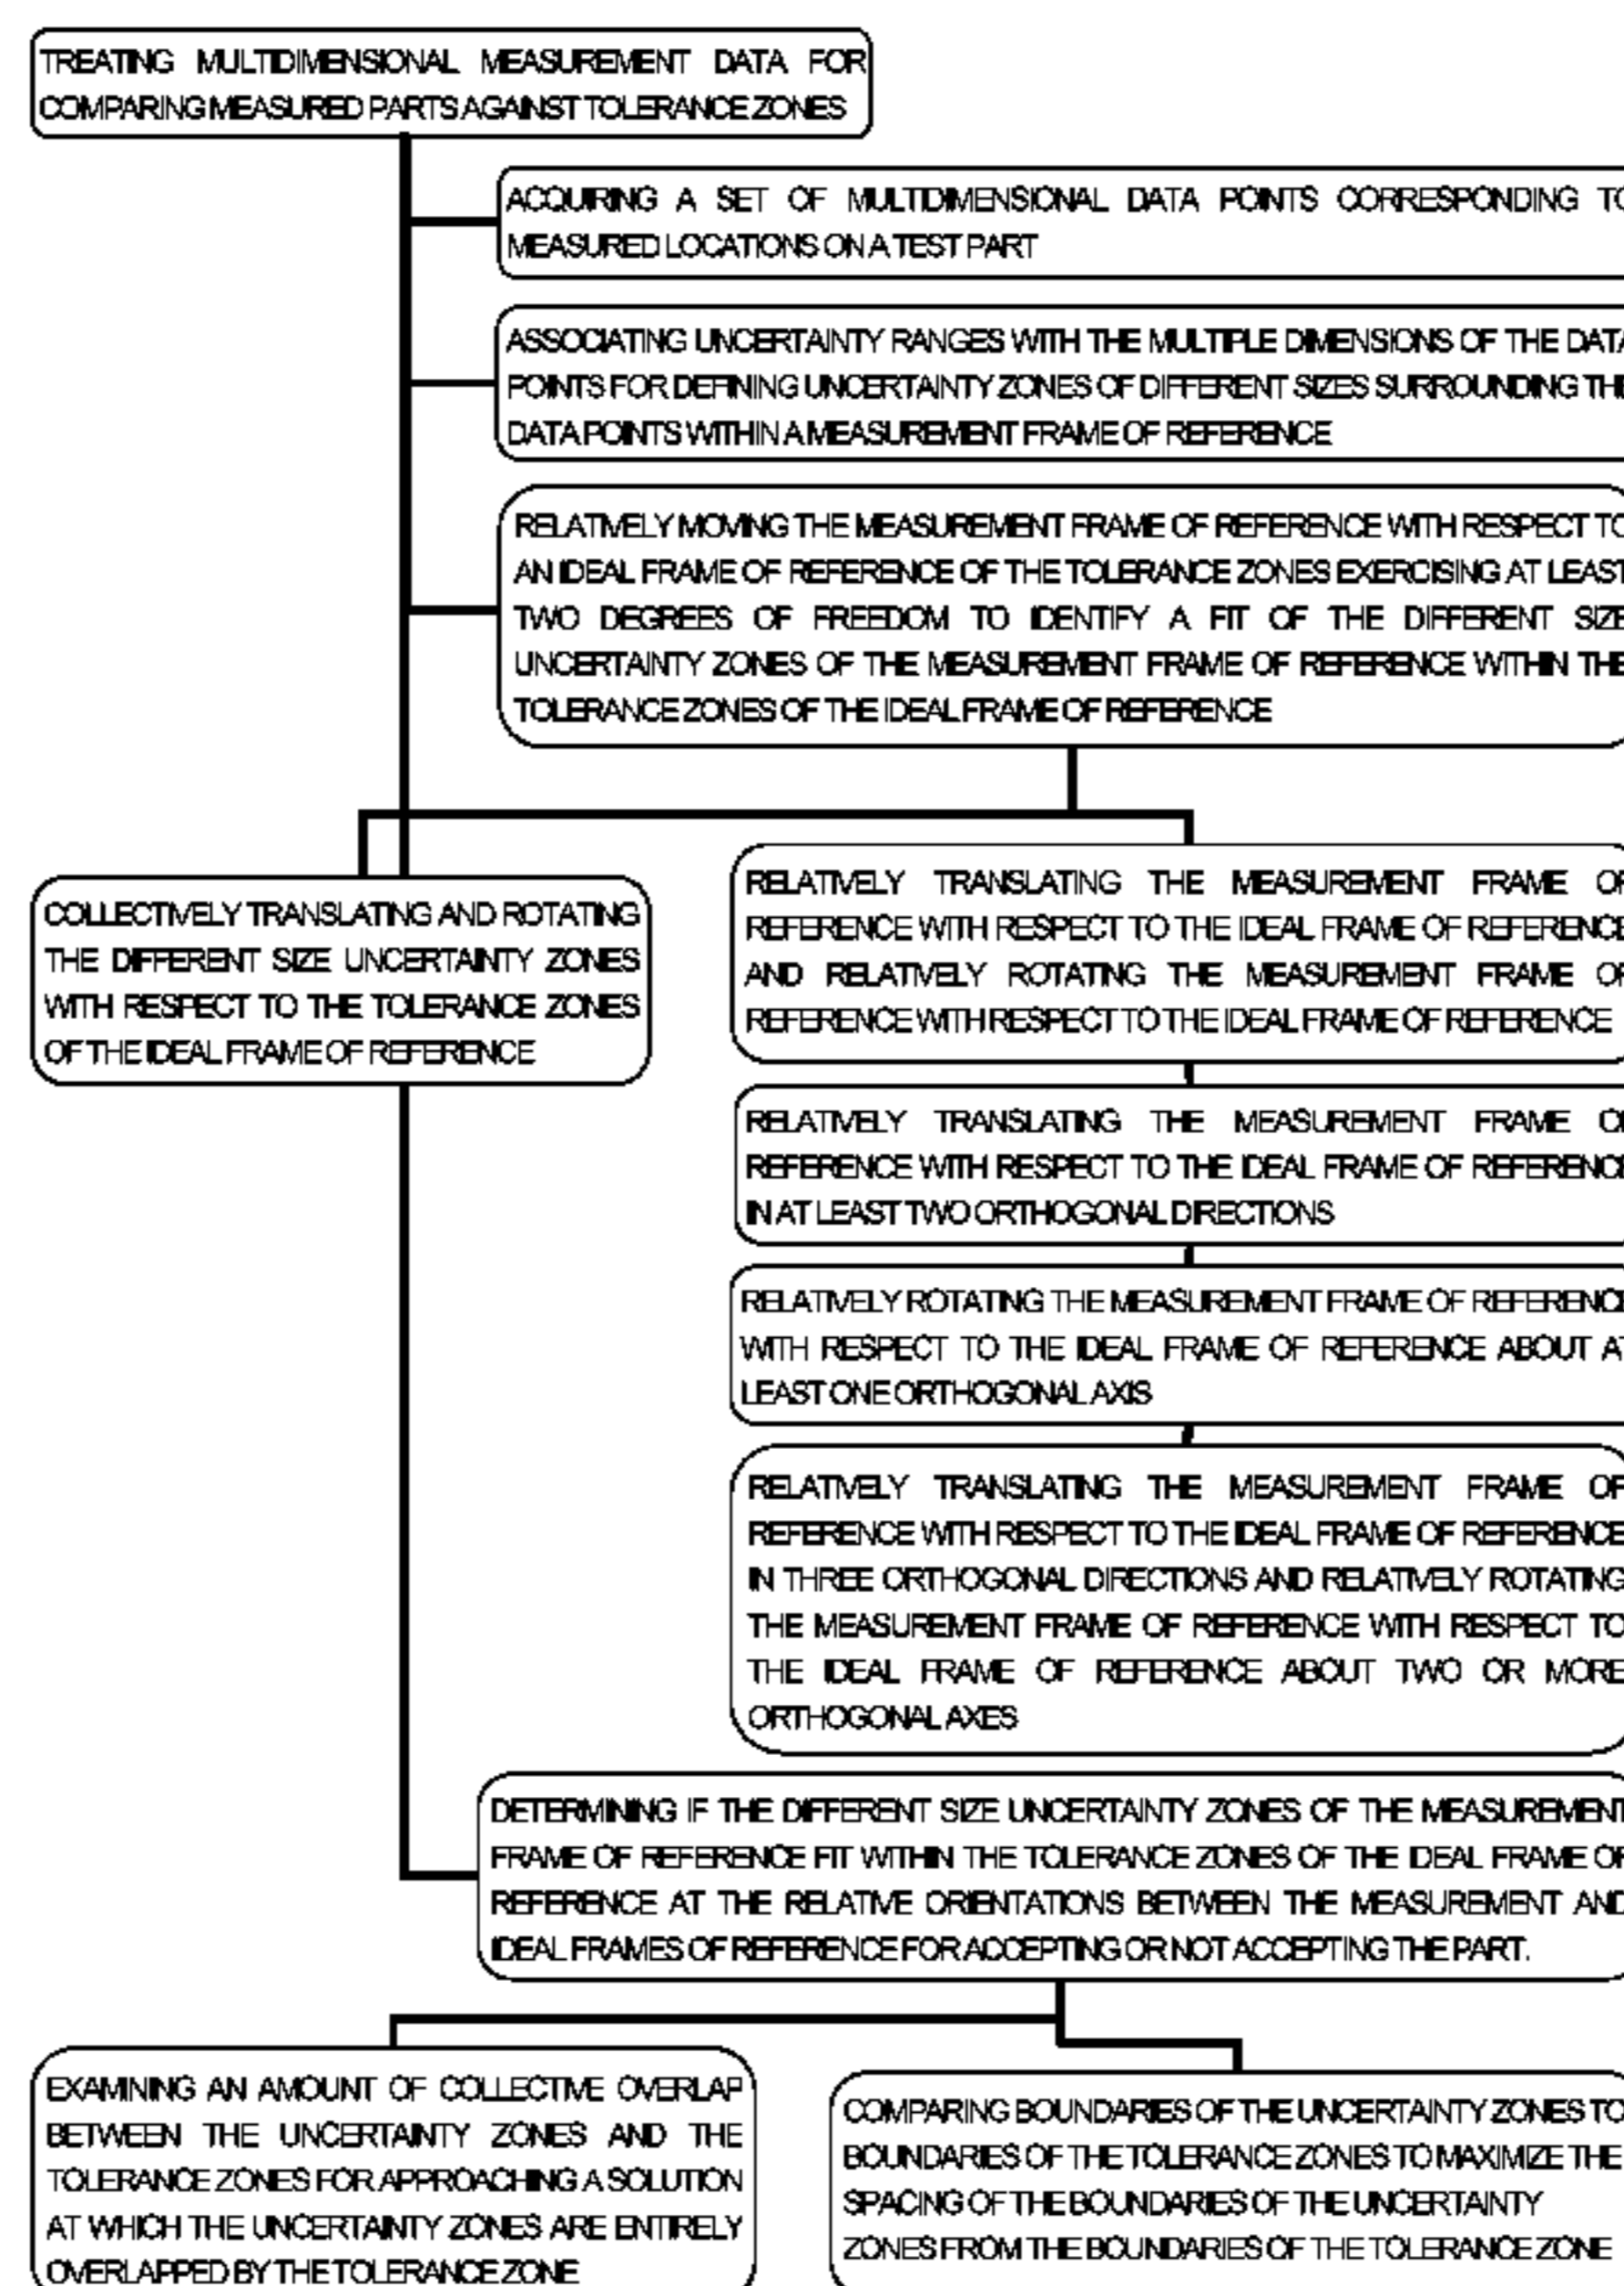 TREATING MULTIDIMENSIONAL MEASUREMENT DATA FOR
COMPARING MEASURED PARTS AGAINST TOLERANCE ZONES
ACQUIRING A SET OF MULTIDIMENSIONAL DATA POINTS CORRESPONDING TO
MEASURED LOCATIONS ON A TEST PART
ASSOCIATING UNCERTAINTY RANGES WITH THE MULTIPLE DIMENSIONS OF THE DATA
POINTS FOR DEFINING UNCERTAINTY ZONES OF DIFFERENT SIZES SURROUNDING THE
DATA POINTS WITHIN A MEASUREMENT FRAME OF REFERENCE
RELATIVELY MOVING THE MEASUREMENT FRAME OF REFERENCE WITH RESPECT TO
AN IDEAL FRAME OF REFERENCE OF THE TOLERANCE ZONES EXERCISING AT LEAST
TWO DEGREES OF FREEDOM TO IDENTIFY A FIT OF THE DIFFERENT SIZE
UNCERTAINTY ZONES OF THE MEASUREMENT FRAME OF REFERENCE WITHIN THE
TOLERANCE ZONES OF THE IDEAL FRAME OF REFERENCE
COLLECTIVELY TRANSLATING AND ROTATING
THE DIFFERENT SIZE UNCERTAINTY ZONES
WITH RESPECT TO THE TOLERANCE ZONES
OF THE IDEAL FRAME OF REFERENCE
RELATIVELY TRANSLATING THE MEASUREMENT FRAME OF
REFERENCE WITH RESPECT TO THE IDEAL FRAME OF REFERENCE
AND RELATIVELY ROTATING THE MEASUREMENT FRAME OF
REFERENCE WITH RESPECT TO THE IDEAL FRAME OF REFERENCE
RELATIVELY TRANSLATING THE MEASUREMENT FRAME OF
REFERENCE WITH RESPECT TO THE IDEAL FRAME OF REFERENCE
IN AT LEAST TWO ORTHOGONAL DIRECTIONS
RELATIVELY ROTATING THE MEASUREMENT FRAME OF REFERENCE
WITH RESPECT TO THE IDEAL FRAME OF REFERENCE ABOUT AT
LEAST ONE ORTHOGONAL AXIS
RELATIVELY TRANSLATING THE MEASUREMENT FRAME OF
REFERENCE WITH RESPECT TO THE IDEAL FRAME OF REFERENCE
IN THREE ORTHOGONAL DIRECTIONS AND RELATIVELY ROTATING
THE MEASUREMENT FRAME OF REFERENCE WITH RESPECT TO
THE IDEAL FRAME OF REFERENCE ABOUT TWO OR MORE
ORTHOGONAL AXES
DETERMINING IF THE DIFFERENT SIZE UNCERTAINTY ZONES OF THE MEASUREMENT
FRAME OF REFERENCE FIT WITHIN THE TOLERANCE ZONES OF THE IDEAL FRAME OF
REFERENCE AT THE RELATIVE ORIENTATIONS BETWEEN THE MEASUREMENT AND
IDEAL FRAMES OF REFERENCE FOR ACCEPTING OR NOT ACCEPTING THE PART.
EXAMINING AN AMOUNT OF COLLECTIVE OVERLAP
BETWEEN THE UNCERTAINTY ZONES AND THE
TOLERANCE ZONES FOR APPROACHING A SOLUTION
AT WHICH THE UNCERTAINTY ZONES ARE ENTIRELY
OVERLAPPED BY THE TOLERANCE ZONE
COMPARING BOUNDARIES OF THE UNCERTAINTY ZONES TO
BOUNDARIES OF THE TOLERANCE ZONES TO MAXIMIZE THE
SPACING OF THE BOUNDARIES OF THE UNCERTAINTY
ZONES FROM THE BOUNDARIES OF THE TOLERANCE ZONE